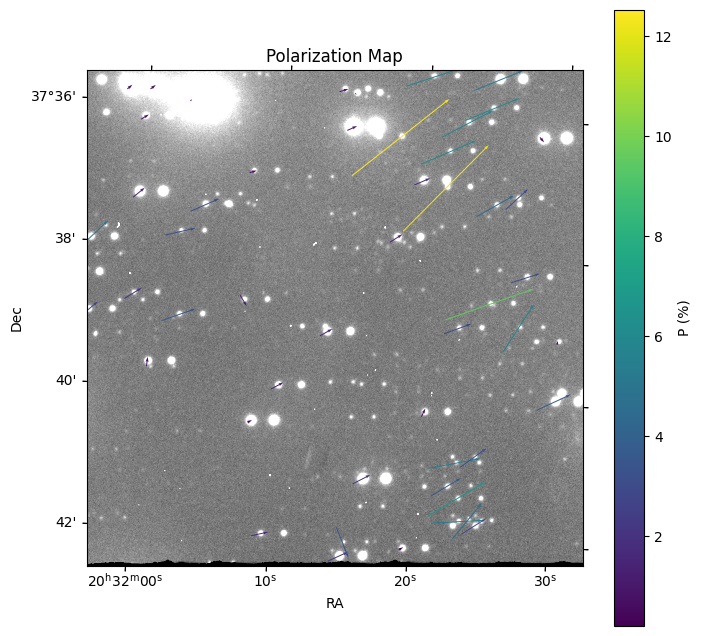 Polarization Map
37°36'
38'
40'
42'
Dec
20ʰ32ᵐ00ˢ
10ˢ
20ˢ
30ˢ
RA
12
10
8
6
4
2
P (%)